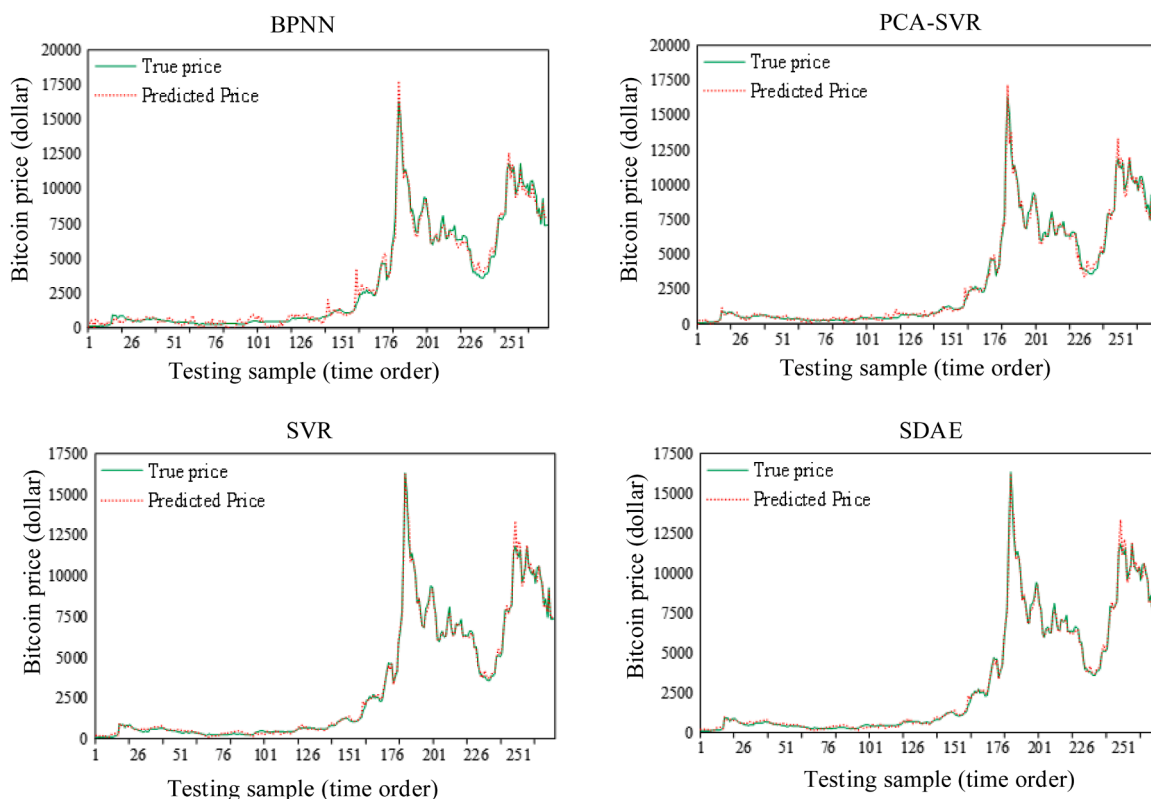 BPNN
Bitcoin price (dollar)
20000
17500
15000
12500
10000
7500
5000
2500
0
True price
Predicted Price
1 26 51 76 101 126 151 176 201 226 251
Testing sample (time order)
PCA-SVR
Bitcoin price (dollar)
20000
17500
15000
12500
10000
7500
5000
2500
0
True price
Predicted Price
1 26 51 76 101 126 151 176 201 226 251
Testing sample (time order)
SVR
Bitcoin price (dollar)
17500
15000
12500
10000
7500
5000
2500
0
True price
Predicted Price
1 26 51 76 101 126 151 176 201 226 251
Testing sample (time order)
SDAE
Bitcoin price (dollar)
17500
15000
12500
10000
7500
5000
2500
0
True price
Predicted Price
1 26 51 76 101 126 151 176 201 226 251
Testing sample (time order)